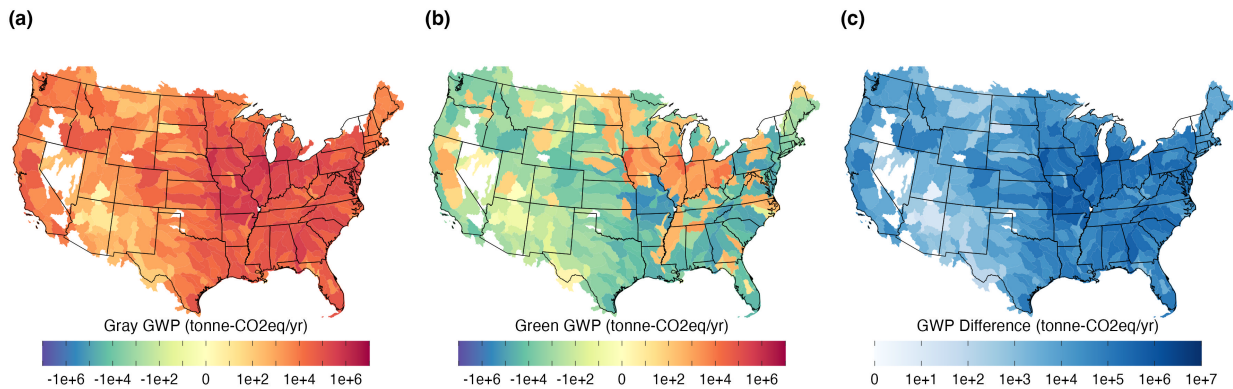 (a)
(b)
(c)
Gray GWP (tonne-CO2eq/yr)
Green GWP (tonne-CO2eq/yr)
GWP Difference (tonne-CO2eq/yr)
-1e+6 -1e+4 -1e+2 0 1e+2 1e+4 1e+6
-1e+6 -1e+4 -1e+2 0 1e+2 1e+4 1e+6
0 1e+1 1e+2 1e+3 1e+4 1e+5 1e+6 1e+7